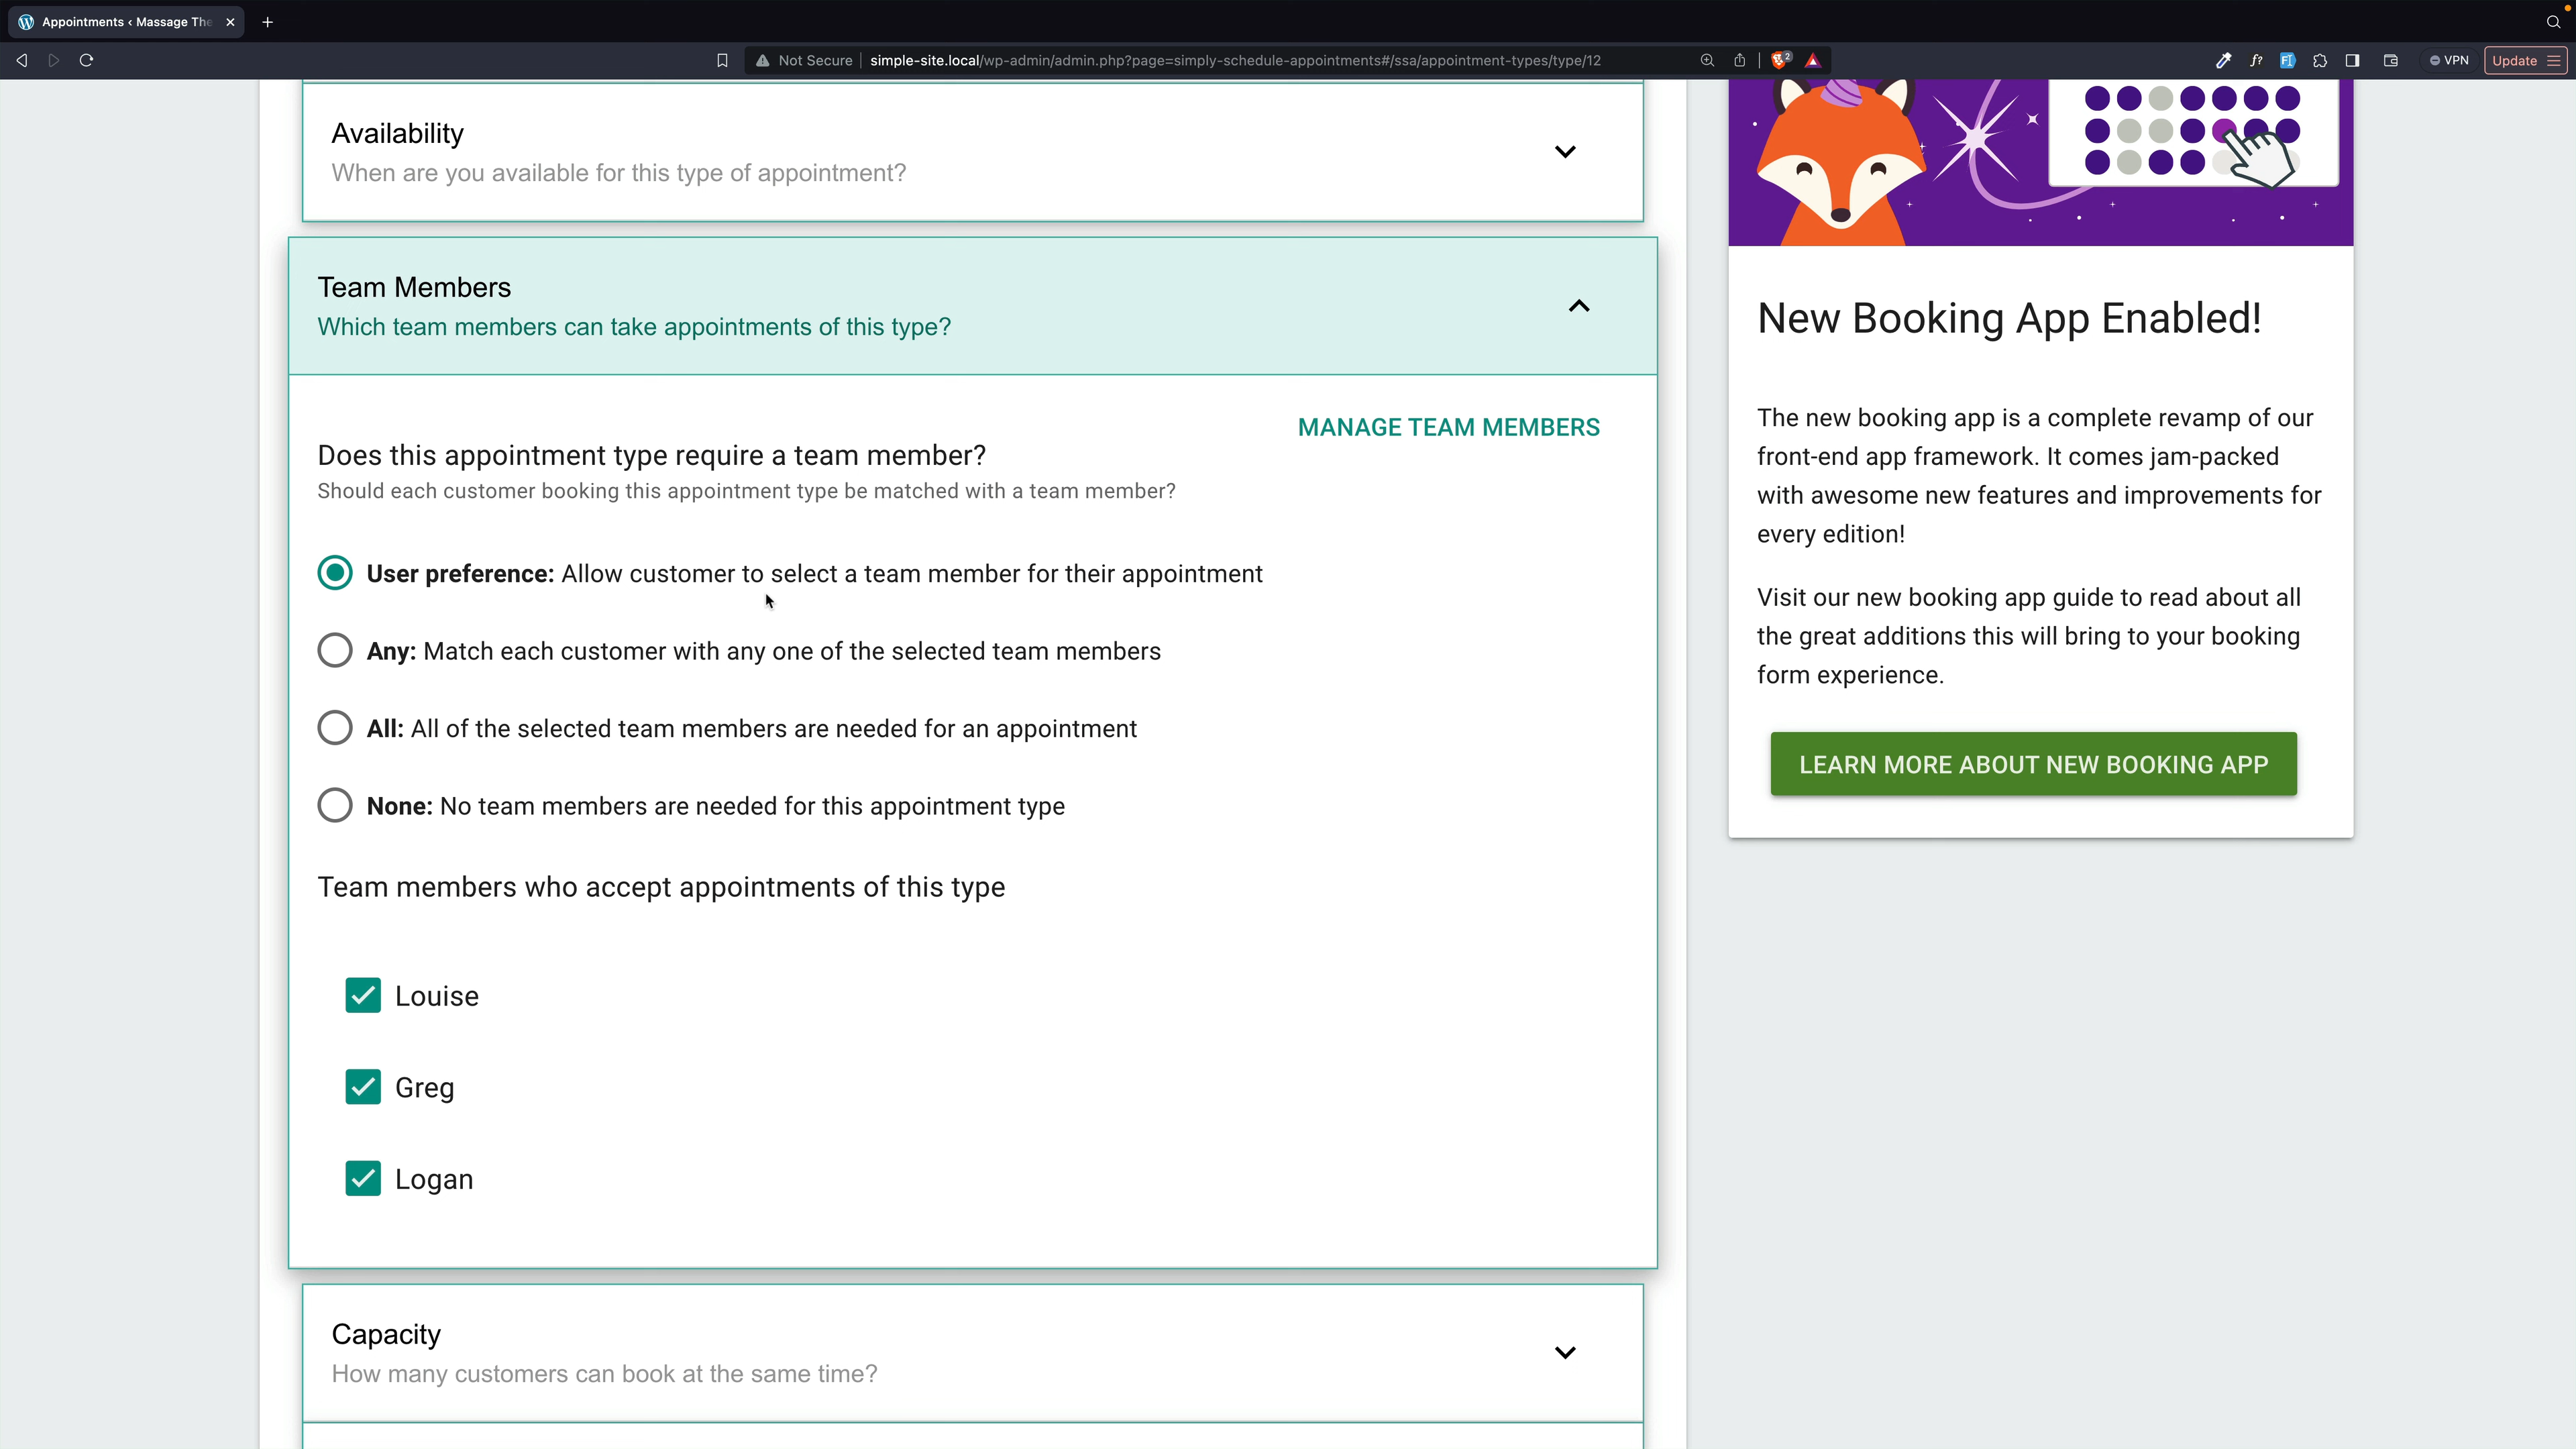 Appointments ‹ Massage The
Not Secure
simple-site.local/wp-admin/admin.php?page=simply-schedule-appointments#/ssa/appointment-types/type/12
2
f?
VPN
Update
Availability
When are you available for this type of appointment?
Team Members
Which team members can take appointments of this type?
MANAGE TEAM MEMBERS
Does this appointment type require a team member?
Should each customer booking this appointment type be matched with a team member?
User preference: Allow customer to select a team member for their appointment
Any: Match each customer with any one of the selected team members
All: All of the selected team members are needed for an appointment
None: No team members are needed for this appointment type
Team members who accept appointments of this type
Louise
Greg
Logan
Capacity
How many customers can book at the same time?
New Booking App Enabled!
The new booking app is a complete revamp of our
front-end app framework. It comes jam-packed
with awesome new features and improvements for
every edition!
Visit our new booking app guide to read about all
the great additions this will bring to your booking
form experience.
LEARN MORE ABOUT NEW BOOKING APP